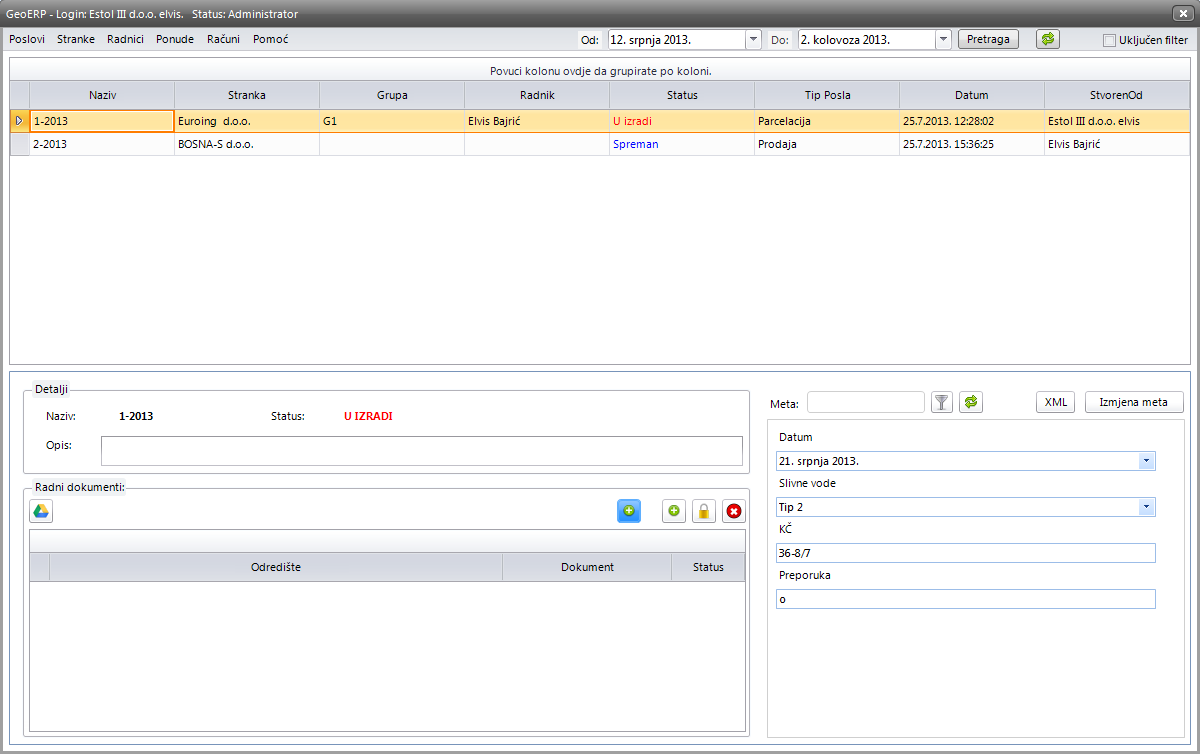 GeoERP - Login: Estol III d.o.o. elvis.   Status: Administrator
Poslovi Stranke Radnici Ponude Računi Pomoć Od: 12. srpnja 2013. Do: 2. kolovoza 2013. Pretraga Uključen filter
Povuci kolonu ovdje da grupirate po koloni.
Naziv Stranka Grupa Radnik Status Tip Posla Datum StvorenOd
1-2013 Euroing  d.o.o. G1 Elvis Bajrić U izradi Parcelacija 25.7.2013. 12:28:02 Estol III d.o.o. elvis
2-2013 BOSNA-S d.o.o. Spreman Prodaja 25.7.2013. 15:36:25 Elvis Bajrić
Detalji
Naziv: 1-2013 Status: U IZRADI
Opis:
Radni dokumenti:
Odredište Dokument Status
Meta: XML Izmjena meta
Datum
21. srpnja 2013.
Slivne vode
Tip 2
KČ
36-8/7
Preporuka
o